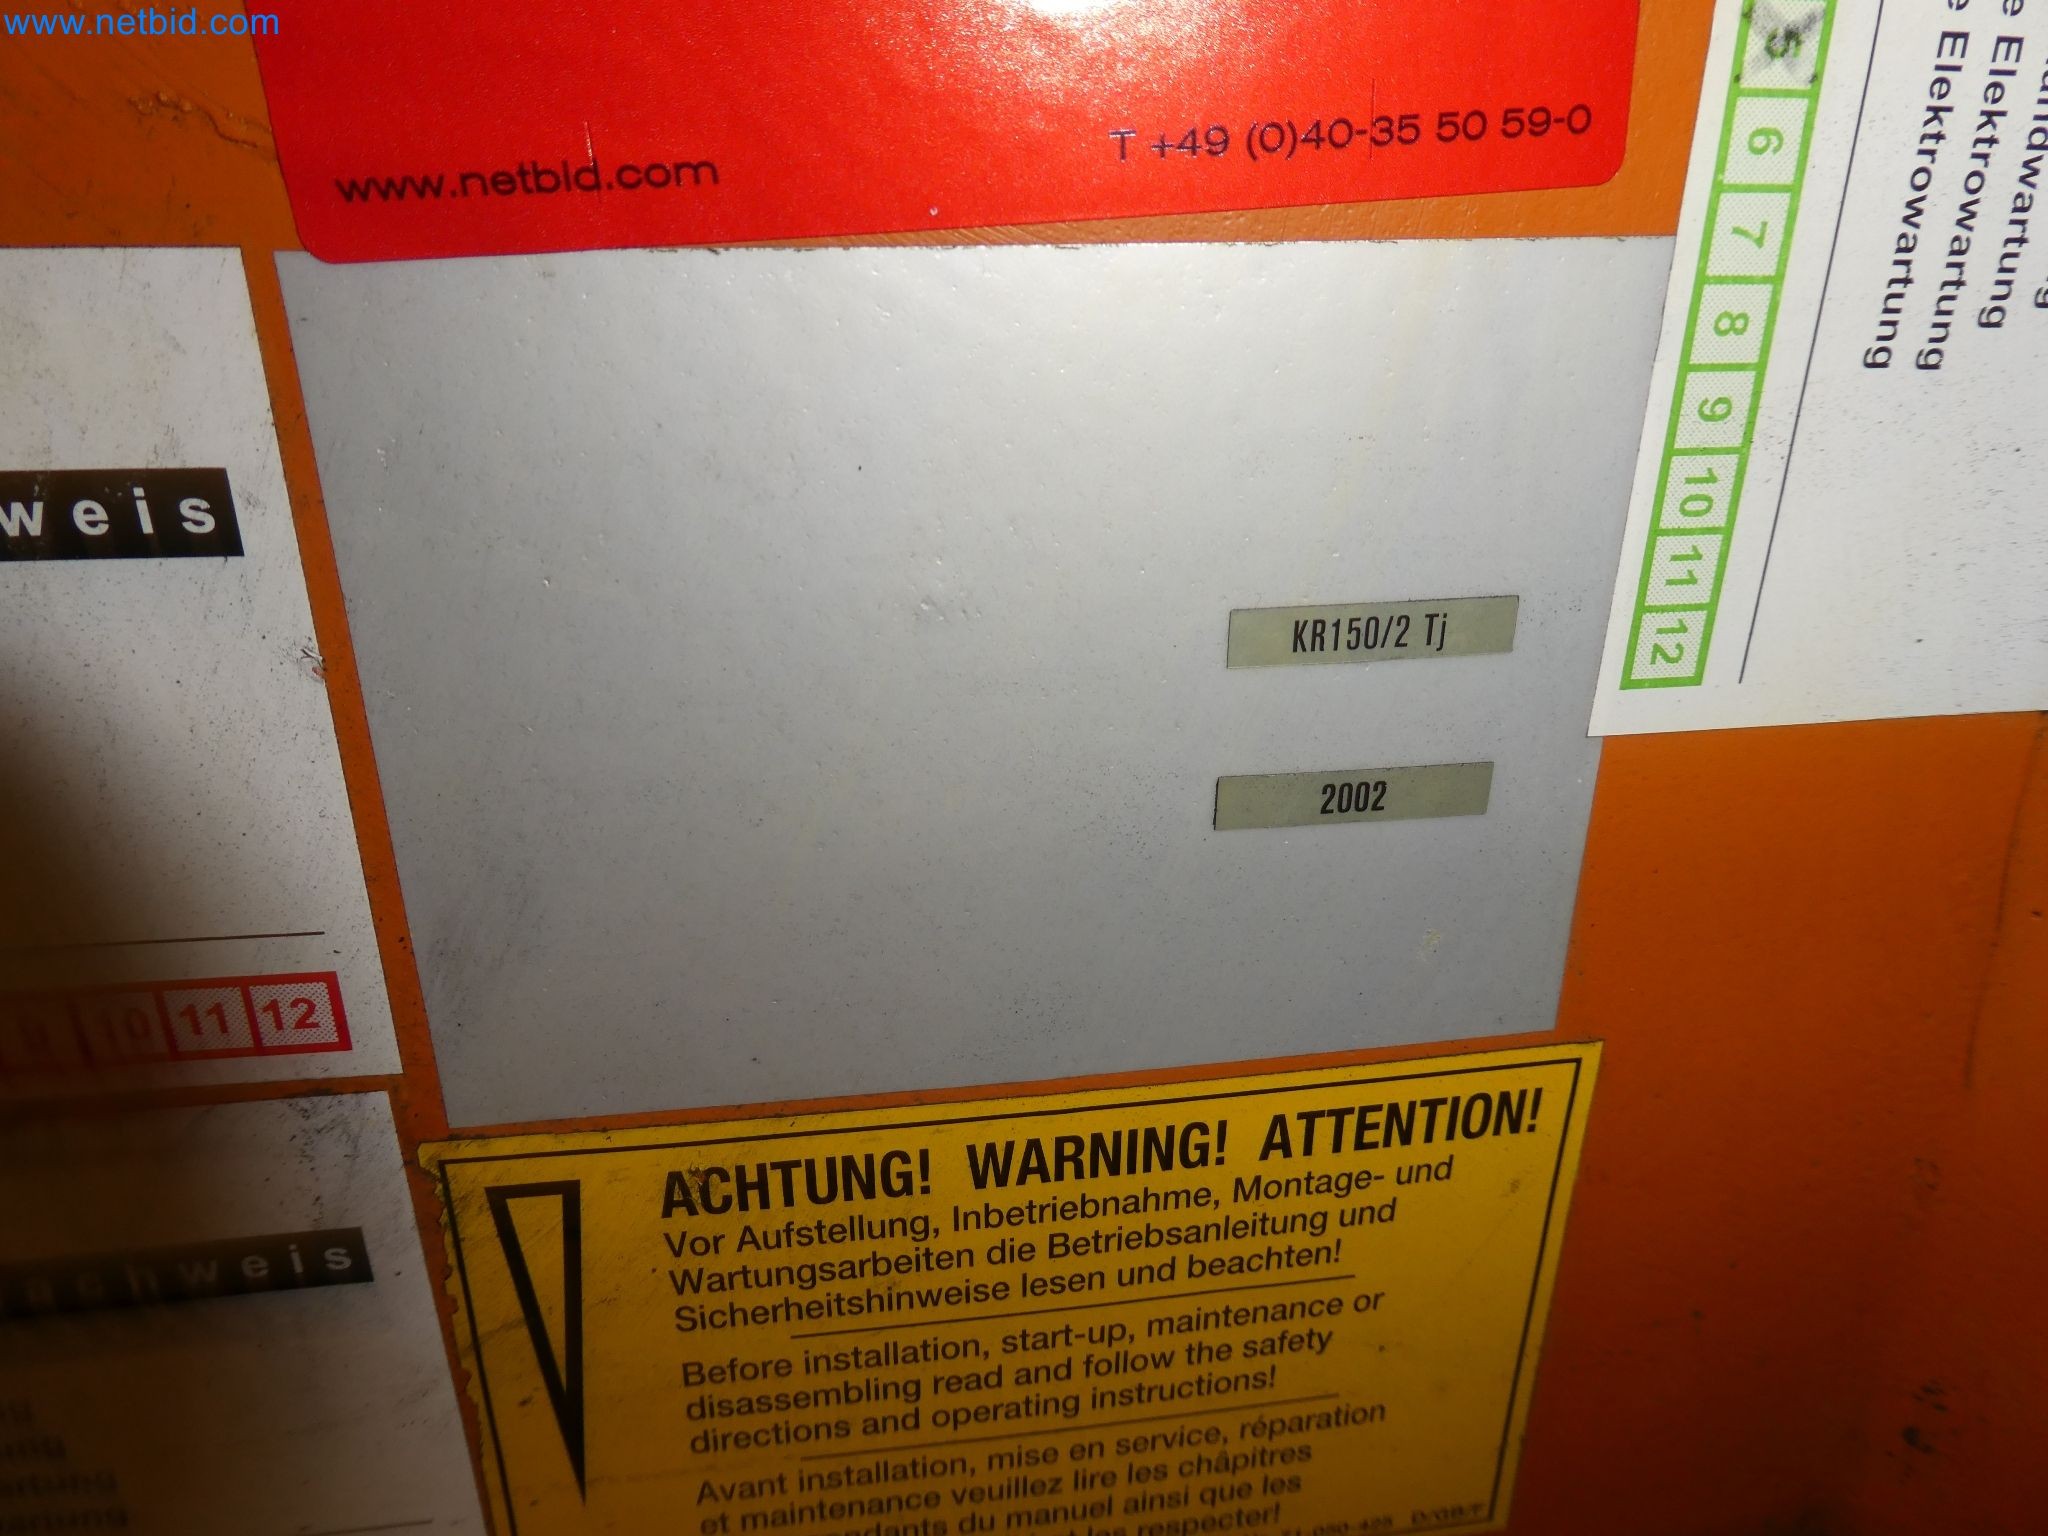 www.netbid.com
www.netbid.com
T +49 (0)40-35 50 59-0
5 6 7 8 9 10 11 12
Elektrowartung
Elektrowartung
weis
KR150/2 Tj
2002
9 10 11 12
ACHTUNG! WARNING! ATTENTION!
Vor Aufstellung, Inbetriebnahme, Montage- und
Wartungsarbeiten die Betriebsanleitung und
Sicherheitshinweise lesen und beachten!
Before installation, start-up, maintenance or
disassembling read and follow the safety
directions and operating instructions!
Avant installation, mise en service, réparation
et maintenance veuillez lire les châpitres
du manuel ainsi que les
respecter!
achweis